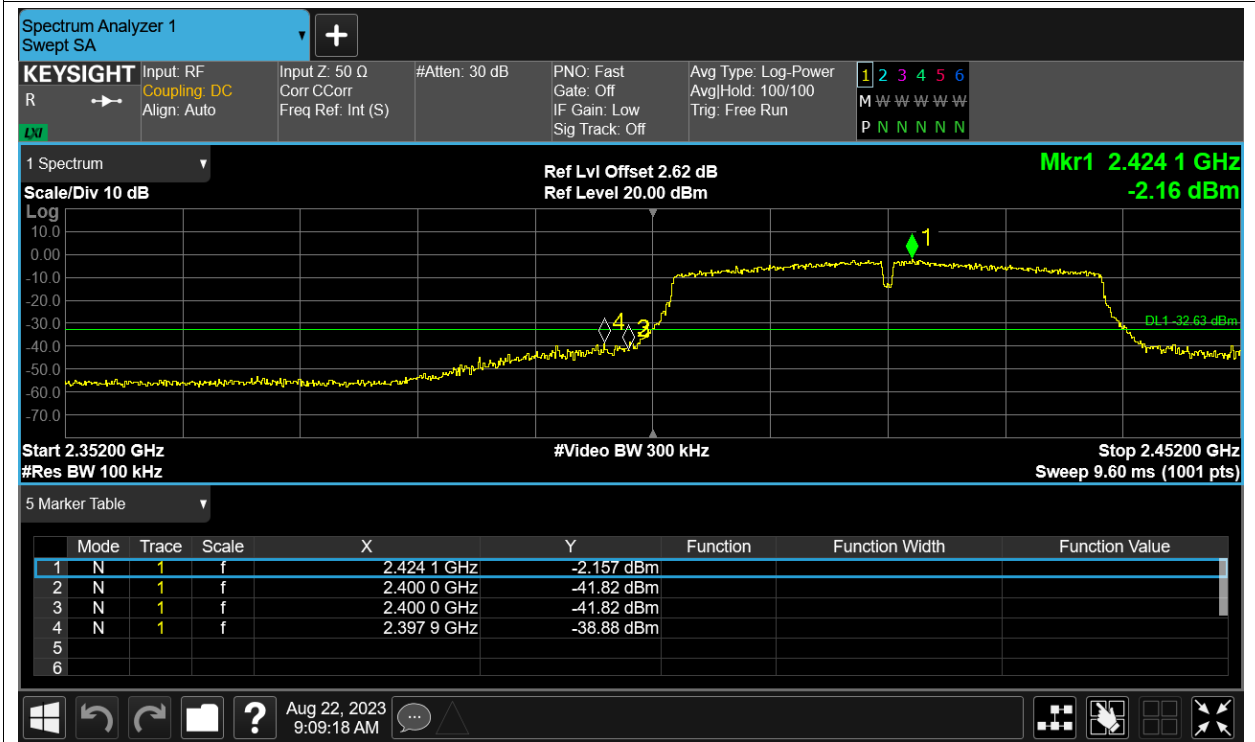 Spectrum Analyzer 1
Swept SA
+
KEYSIGHT Input: RF Input Z: 50 Ω #Atten: 30 dB PNO: Fast Avg Type: Log-Power 1 2 3 4 5 6
R Coupling: DC Corr CCorr Gate: Off Avg|Hold: 100/100 M W W W W W W
Align: Auto Freq Ref: Int (S) IF Gain: Low Trig: Free Run
LXI Sig Track: Off P N N N N N N
1 Spectrum
Ref Lvl Offset 2.62 dB Mkr1 2.424 1 GHz
Scale/Div 10 dB Ref Level 20.00 dBm -2.16 dBm
Log
10.0
1
0.00
-10.0
-20.0
-30.0 4 3 DL1 -32.63 dBm
-40.0
-50.0
-60.0
-70.0
Start 2.35200 GHz #Video BW 300 kHz Stop 2.45200 GHz
#Res BW 100 kHz Sweep 9.60 ms (1001 pts)
5 Marker Table
Mode Trace Scale X Y Function Function Width Function Value
1 N 1 f 2.424 1 GHz -2.157 dBm
2 N 1 f 2.400 0 GHz -41.82 dBm
3 N 1 f 2.400 0 GHz -41.82 dBm
4 N 1 f 2.397 9 GHz -38.88 dBm
5
6
? Aug 22, 2023
9:09:18 AM